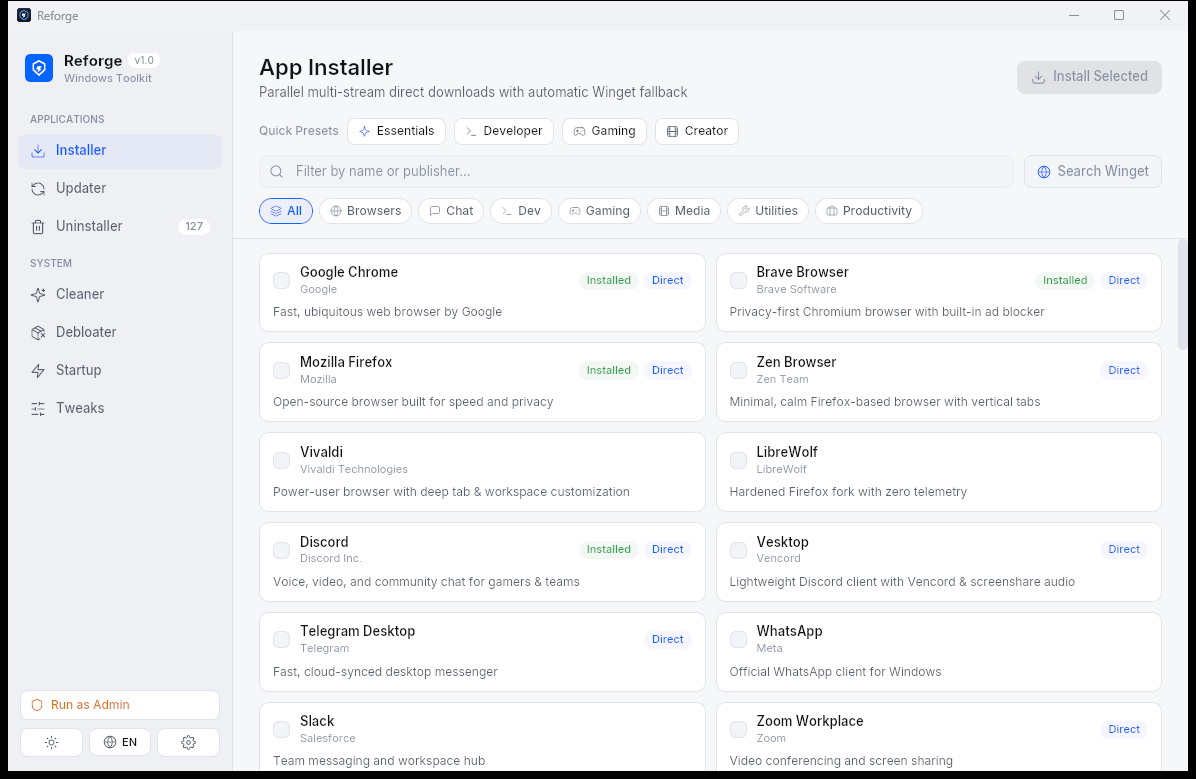 Reforge
Reforge v1.0
Windows Toolkit
APPLICATIONS
Installer
Updater
Uninstaller 127
SYSTEM
Cleaner
Debloater
Startup
Tweaks
Run as Admin
EN
App Installer
Parallel multi-stream direct downloads with automatic Winget fallback
Install Selected
Quick Presets Essentials Developer Gaming Creator
Filter by name or publisher... Search Winget
All Browsers Chat Dev Gaming Media Utilities Productivity
Google Chrome
Google
Installed Direct
Fast, ubiquitous web browser by Google
Brave Browser
Brave Software
Installed Direct
Privacy-first Chromium browser with built-in ad blocker
Mozilla Firefox
Mozilla
Installed Direct
Open-source browser built for speed and privacy
Zen Browser
Zen Team
Direct
Minimal, calm Firefox-based browser with vertical tabs
Vivaldi
Vivaldi Technologies
Power-user browser with deep tab & workspace customization
LibreWolf
LibreWolf
Hardened Firefox fork with zero telemetry
Discord
Discord Inc.
Installed Direct
Voice, video, and community chat for gamers & teams
Vesktop
Vencord
Direct
Lightweight Discord client with Vencord & screenshare audio
Telegram Desktop
Telegram
Direct
Fast, cloud-synced desktop messenger
WhatsApp
Meta
Official WhatsApp client for Windows
Slack
Salesforce
Team messaging and workspace hub
Zoom Workplace
Zoom
Direct
Video conferencing and screen sharing